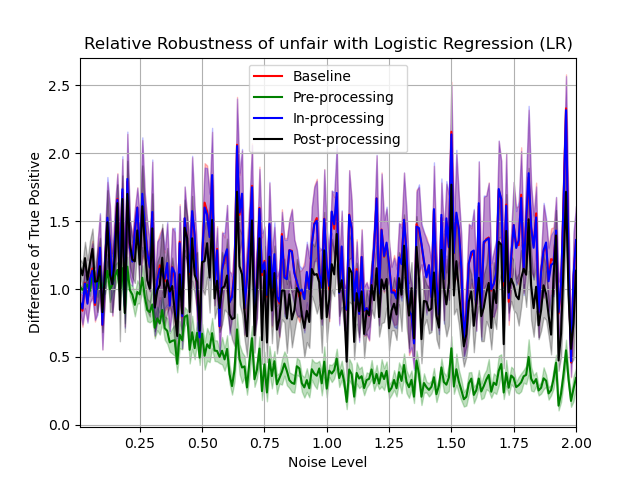 Relative Robustness of unfair with Logistic Regression (LR)
Baseline
Pre-processing
In-processing
Post-processing
Difference of True Positive
2.5
2.0
1.5
1.0
0.5
0.0
0.25 0.50 0.75 1.00 1.25 1.50 1.75 2.00
Noise Level